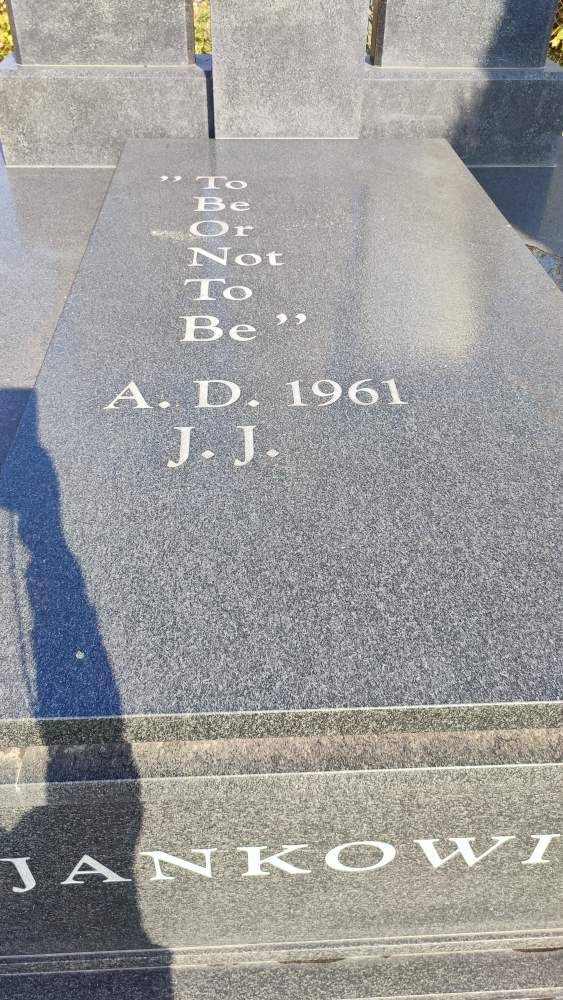 ” To
Be
Or
Not
To
Be ”
A. D. 1961
J. J.
JANKOWI